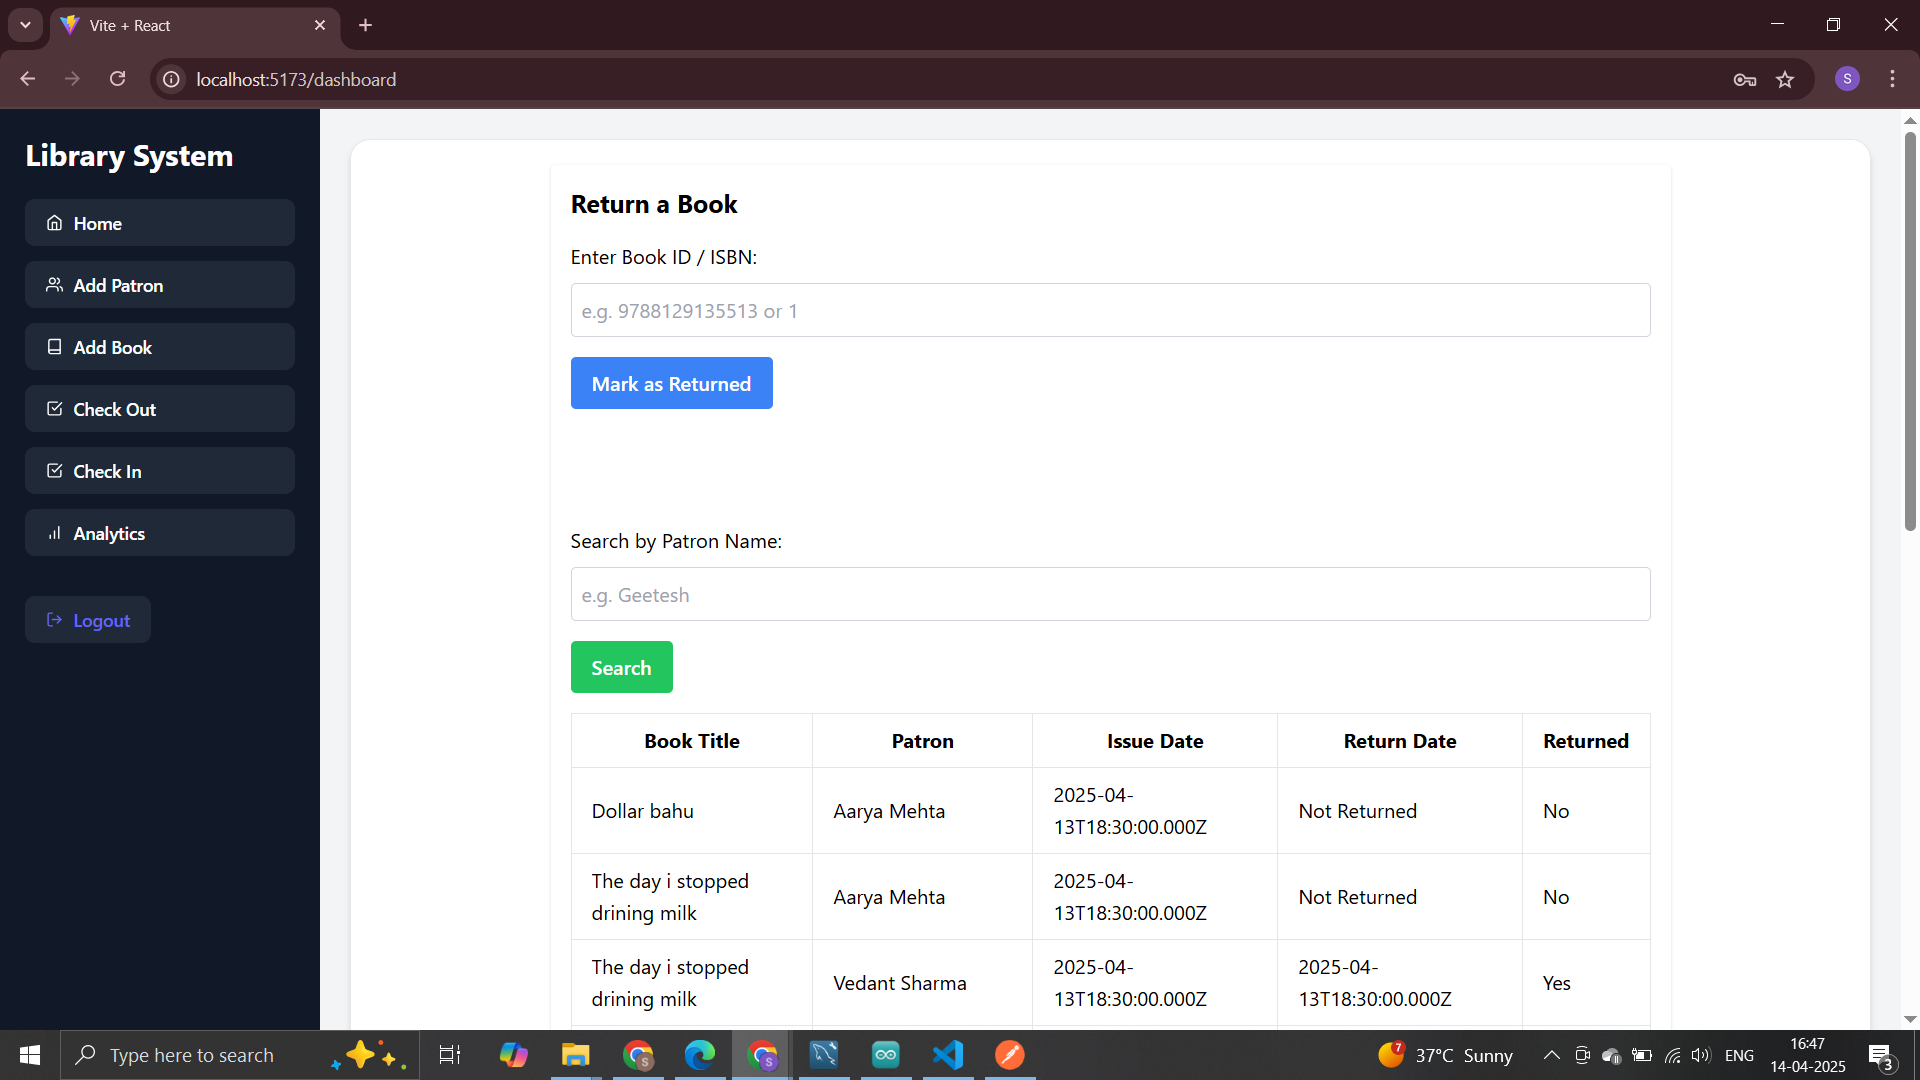 Vite + React
localhost:5173/dashboard
S
Library System
Home
Add Patron
Add Book
Check Out
Check In
Analytics
Logout
Return a Book
Enter Book ID / ISBN:
e.g. 9788129135513 or 1
Mark as Returned
Search by Patron Name:
e.g. Geetesh
Search
Book Title Patron Issue Date Return Date Returned
Dollar bahu Aarya Mehta 2025-04-13T18:30:00.000Z Not Returned No
The day i stopped drining milk Aarya Mehta 2025-04-13T18:30:00.000Z Not Returned No
The day i stopped drining milk Vedant Sharma 2025-04-13T18:30:00.000Z 2025-04-13T18:30:00.000Z Yes
Type here to search
S
S
7
37°C Sunny
ENG
16:47
14-04-2025
3